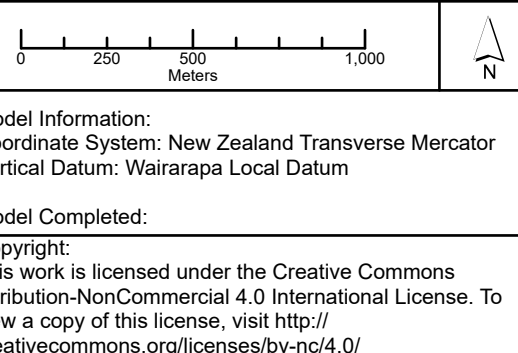 0 250 500 1,000
Meters
N
odel Information:
oordinate System: New Zealand Transverse Mercator
rtical Datum: Wairarapa Local Datum
odel Completed:
pyright:
is work is licensed under the Creative Commons
tribution-NonCommercial 4.0 International License. To
w a copy of this license, visit http://
eativecommons.org/licenses/by-nc/4.0/